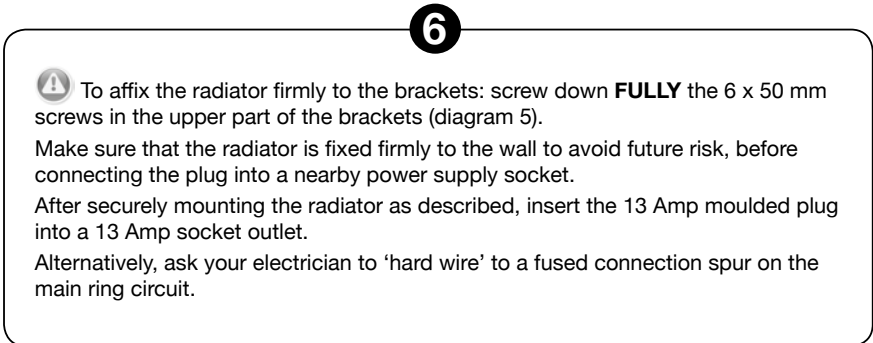 6
To affix the radiator firmly to the brackets: screw down FULLY the 6 x 50 mm
screws in the upper part of the brackets (diagram 5).
Make sure that the radiator is fixed firmly to the wall to avoid future risk, before
connecting the plug into a nearby power supply socket.
After securely mounting the radiator as described, insert the 13 Amp moulded plug
into a 13 Amp socket outlet.
Alternatively, ask your electrician to ‘hard wire’ to a fused connection spur on the
main ring circuit.